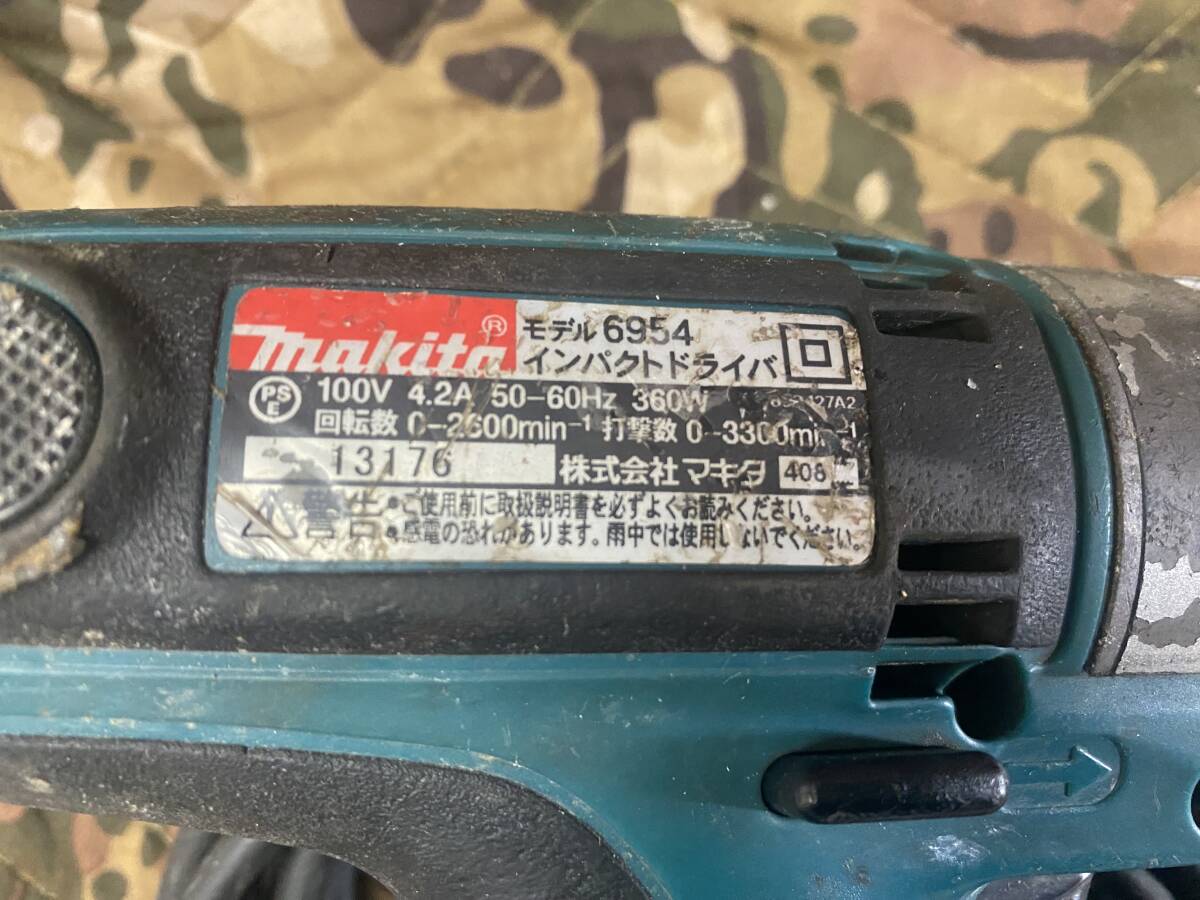 makita® モデル 6954
インパクトドライバ
PS E 100V 4.2A 50-60Hz 360W
回転数 0-2600min⁻¹ 打撃数 0-3300min⁻¹
13176 株式会社 マキタ 408
警告 •ご使用前に取扱説明書を必ずよくお読みください。
•感電の恐れがあります。雨中では使用しないでください。